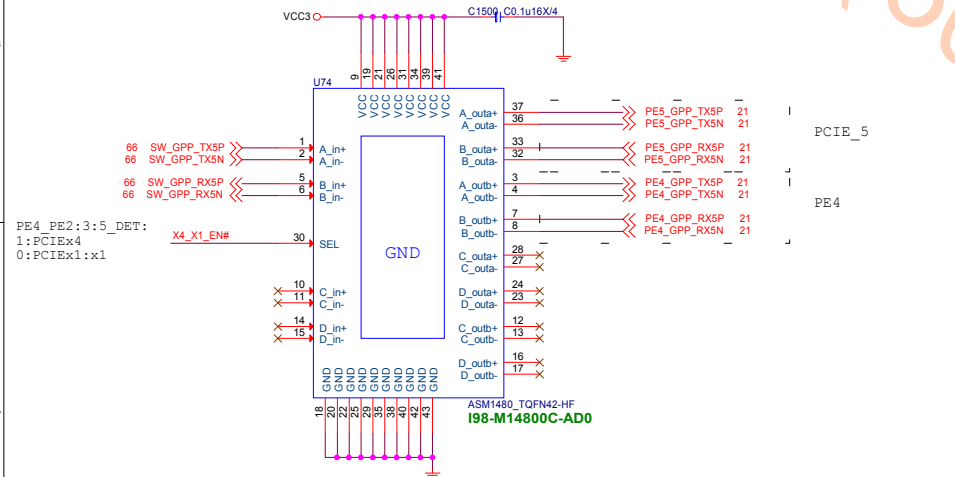 VCC3
C1500 C0.1u16X/4
9
19
21
26
31
34
39
41
U74
VCC
VCC
VCC
VCC
VCC
VCC
VCC
VCC
66 SW_GPP_TX5P 1 A_in+
66 SW_GPP_TX5N 2 A_in-
66 SW_GPP_RX5P 5 B_in+
66 SW_GPP_RX5N 6 B_in-
PE4_PE2:3:5_DET:
1:PCIEx4
0:PCIEx1:x1
X4_X1_EN# 30 SEL
10 C_in+
11 C_in-
14 D_in+
15 D_in-
GND
A_outa+ 37 PE5_GPP_TX5P 21
A_outa- 36 PE5_GPP_TX5N 21
B_outa+ 33 PE5_GPP_RX5P 21
B_outa- 32 PE5_GPP_RX5N 21
PCIE_5
A_outb+ 3 PE4_GPP_TX5P 21
A_outb- 4 PE4_GPP_TX5N 21
B_outb+ 7 PE4_GPP_RX5P 21
B_outb- 8 PE4_GPP_RX5N 21
PE4
C_outa+ 28
C_outa- 27
D_outa+ 24
D_outa- 23
C_outb+ 12
C_outb- 13
D_outb+ 16
D_outb- 17
GND
GND
GND
GND
GND
GND
GND
GND
GND
GND
18
20
22
25
29
35
38
40
42
43
ASM1480_TQFN42-HF
I98-M14800C-AD0